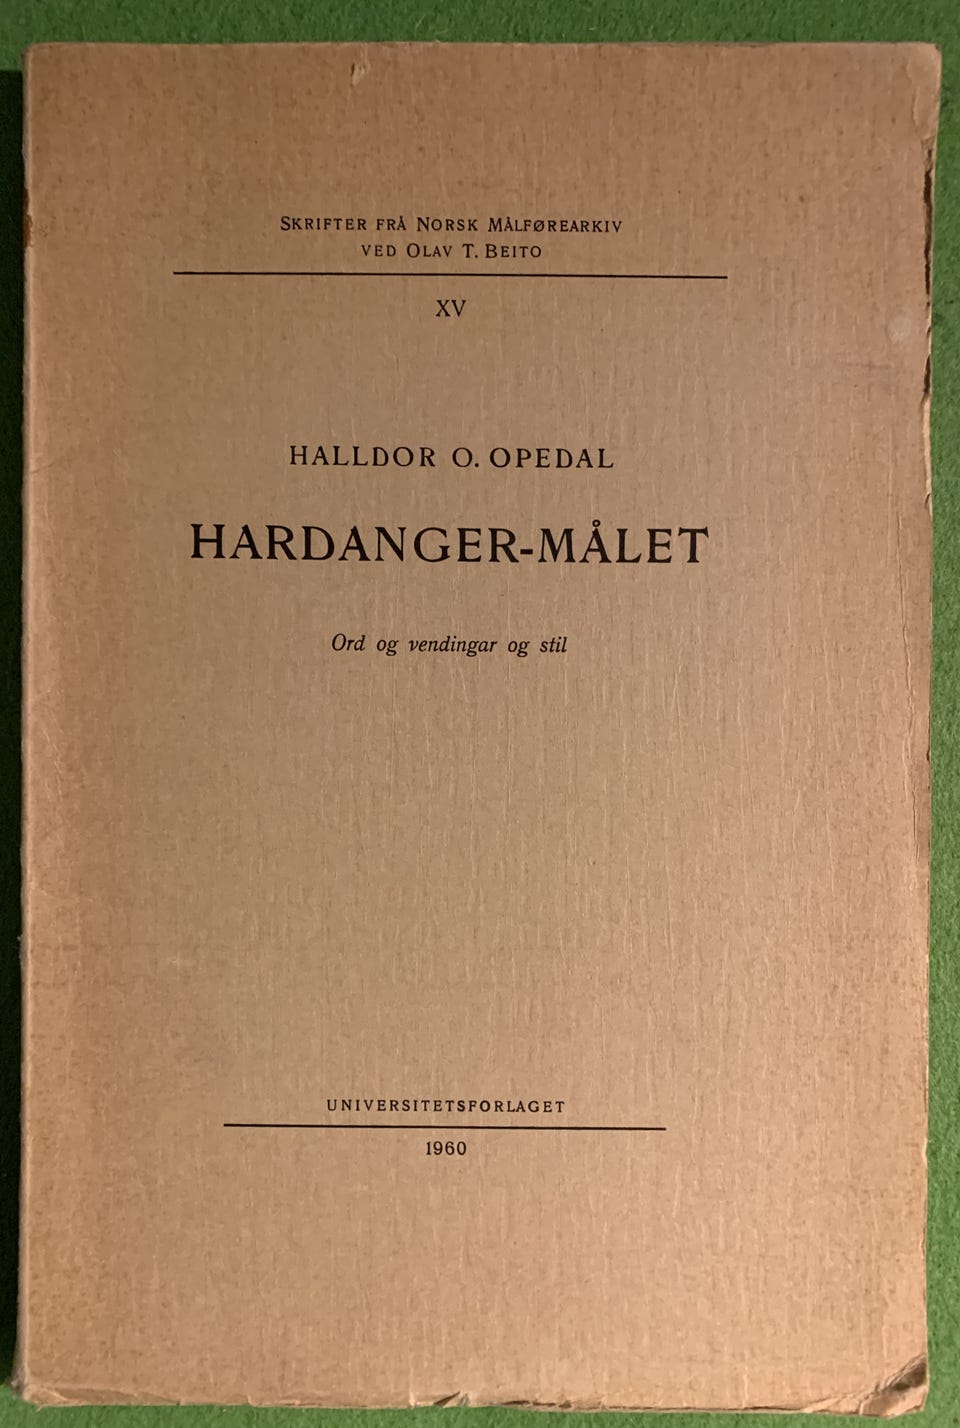 SKRIFTER FRÅ NORSK MÅLFØREARKIV
VED OLAV T. BEITO
XV
HALLDOR O. OPEDAL
HARDANGER-MÅLET
Ord og vendingar og stil
UNIVERSITETSFORLAGET
1960